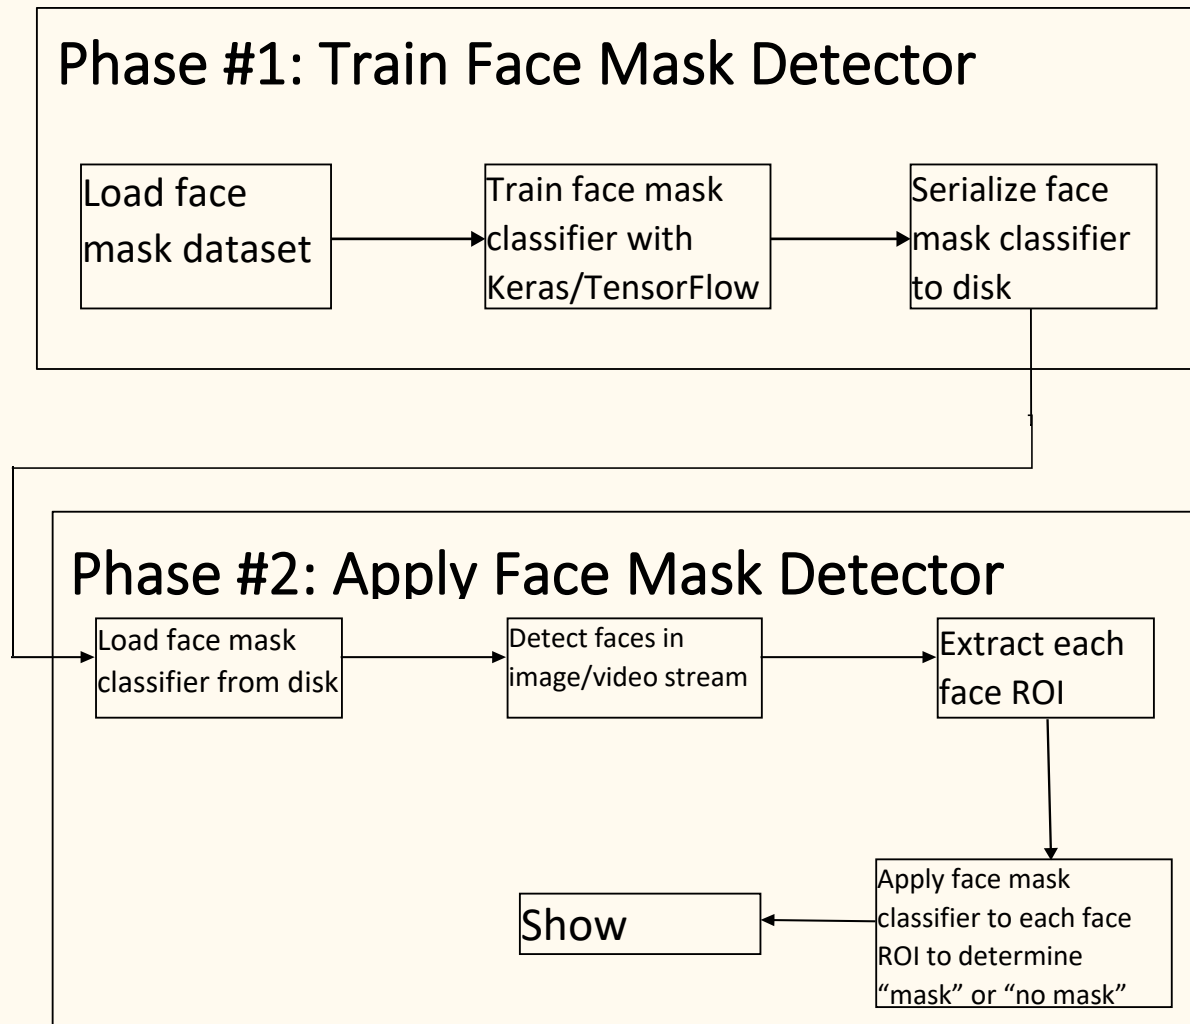 Phase #1: Train Face Mask Detector
Load face
mask dataset
Train face mask
classifier with
Keras/TensorFlow
Serialize face
mask classifier
to disk
Phase #2: Apply Face Mask Detector
Load face mask
classifier from disk
Detect faces in
image/video stream
Extract each
face ROI
Apply face mask
classifier to each face
ROI to determine
“mask” or “no mask”
Show